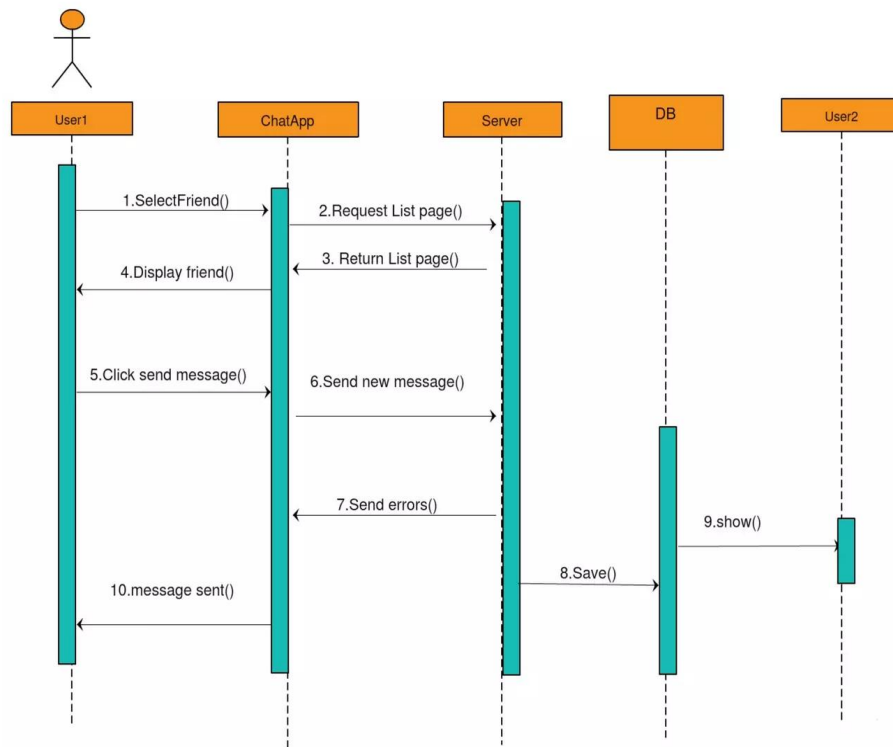 User1
ChatApp
Server
DB
User2
1.SelectFriend()
2.Request List page()
3. Return List page()
4.Display friend()
5.Click send message()
6.Send new message()
7.Send errors()
9.show()
8.Save()
10.message sent()